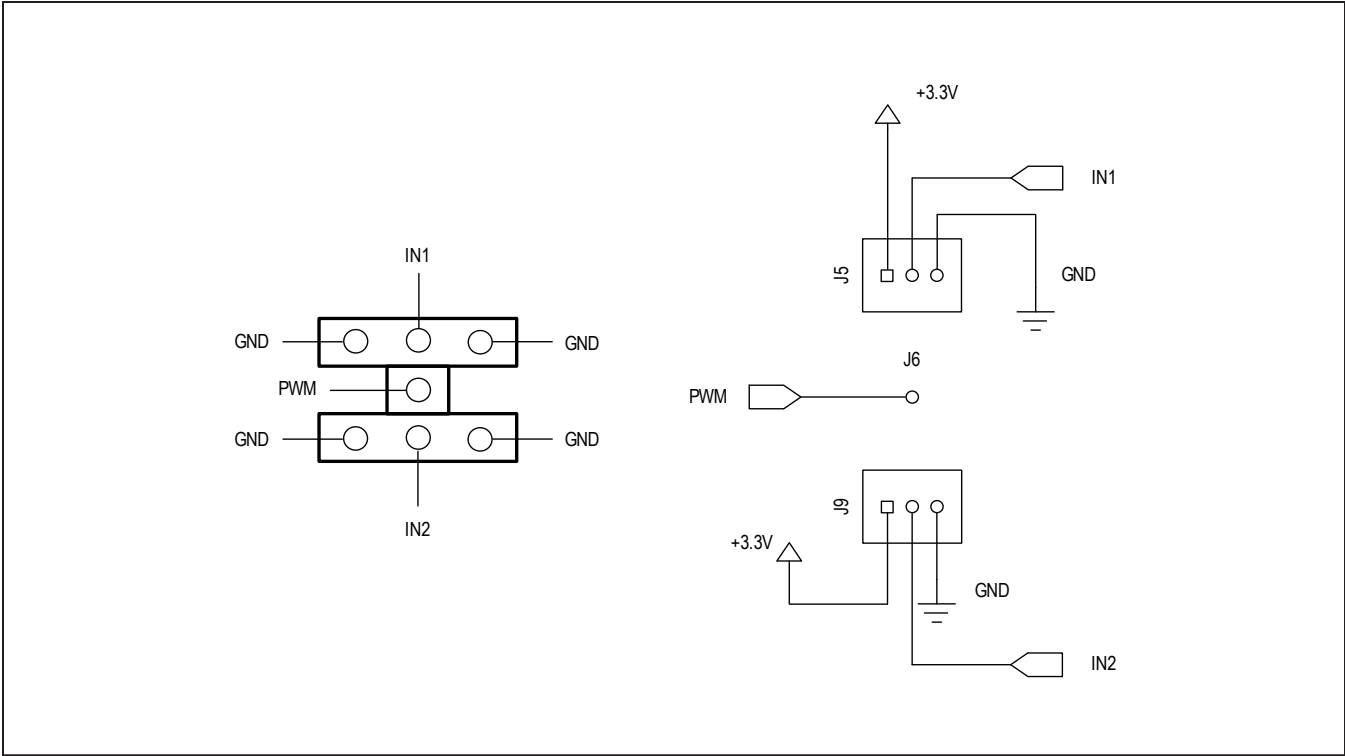 IN1
GND
GND
PWM
GND
GND
IN2
+3.3V
IN1
J5
GND
J6
PWM
J9
+3.3V
GND
IN2